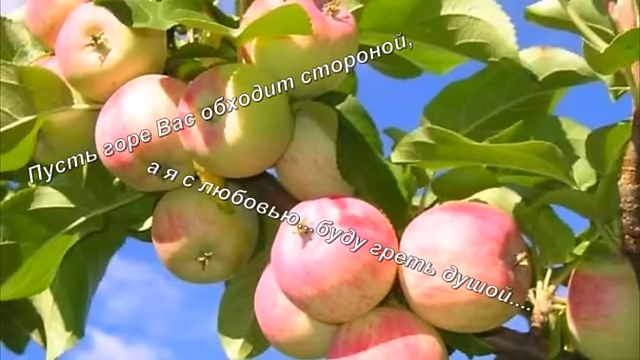 Пусть горе Вас обходит стороной,
а я с любовью...буду греть душой....